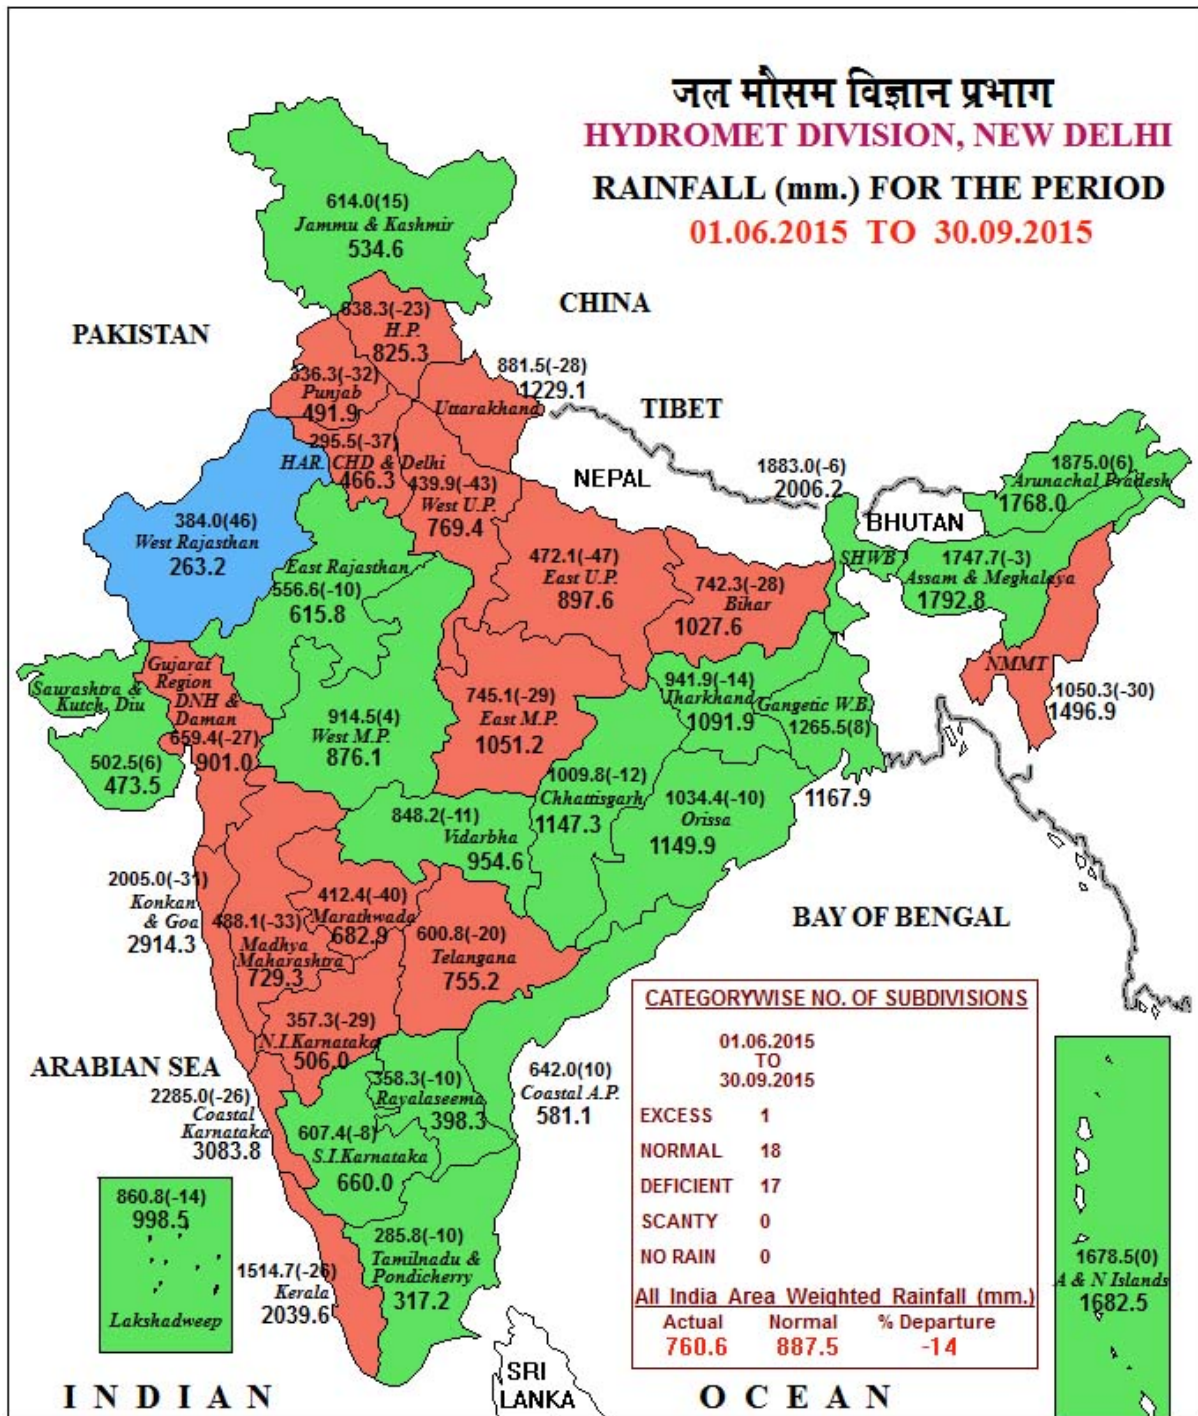 जल मौसम विज्ञान प्रभाग
HYDROMET DIVISION, NEW DELHI
RAINFALL (mm.) FOR THE PERIOD
01.06.2015 TO 30.09.2015
614.0(15)
Jammu & Kashmir
534.6
CHINA
PAKISTAN
638.3(-23)
H.P.
825.3
336.3(-32)
Punjab
491.9
881.5(-28)
1229.1
Uttarakhand
TIBET
295.5(-37)
HAR. CHD & Delhi
466.3
439.9(-43)
West U.P.
769.4
NEPAL
1883.0(-6)
2006.2
1875.0(6)
Arunachal Pradesh
1768.0
BHUTAN
384.0(46)
West Rajasthan
263.2
East Rajasthan
556.6(-10)
615.8
472.1(-47)
East U.P.
897.6
742.3(-28)
Bihar
1027.6
SHWB
1747.7(-3)
Assam & Meghalaya
1792.8
NMMT
1050.3(-30)
1496.9
Saurashtra &
Kutch, Diu
502.5(6)
473.5
Gujarat
Region
DNH &
Daman
659.4(-27)
901.0
914.5(4)
West M.P.
876.1
745.1(-29)
East M.P.
1051.2
941.9(-14)
Jharkhand
1091.9
Gangetic W.B.
1265.5(8)
1167.9
1009.8(-12)
Chhattisgarh
1147.3
1034.4(-10)
Orissa
1149.9
848.2(-11)
Vidarbha
954.6
2005.0(-31)
Konkan
& Goa
2914.3
488.1(-33)
Madhya
Maharashtra
729.3
412.4(-40)
Marathwada
682.9
600.8(-20)
Telangana
755.2
BAY OF BENGAL
357.3(-29)
N.I.Karnataka
506.0
ARABIAN SEA
2285.0(-26)
Coastal
Karnataka
3083.8
358.3(-10)
Rayalaseema
398.3
642.0(10)
Coastal A.P.
581.1
607.4(-8)
S.I.Karnataka
660.0
860.8(-14)
998.5
Lakshadweep
1514.7(-26)
Kerala
2039.6
285.8(-10)
Tamilnadu &
Pondicherry
317.2
CATEGORYWISE NO. OF SUBDIVISIONS
01.06.2015
TO
30.09.2015
EXCESS 1
NORMAL 18
DEFICIENT 17
SCANTY 0
NO RAIN 0
All India Area Weighted Rainfall (mm.)
Actual Normal % Departure
760.6 887.5 -14
1678.5(0)
A & N Islands
1682.5
SRI
LANKA
INDIAN OCEAN